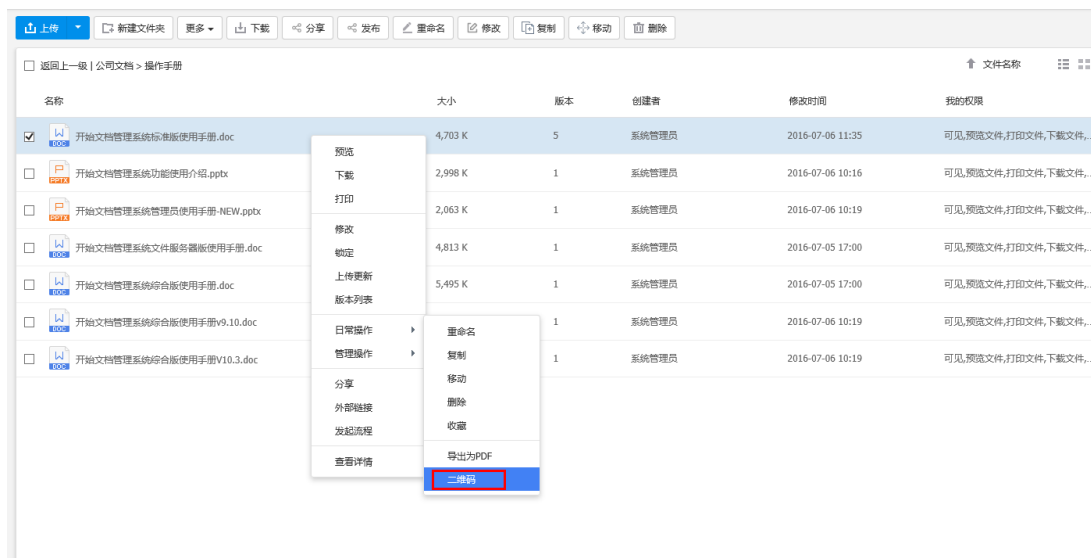 上传 新建文件夹 更多 下载 分享 发布 重命名 修改 复制 移动 删除
返回上一级 | 公司文档 > 操作手册 文件名称
名称 大小 版本 创建者 修改时间 我的权限
DOC 开始文档管理系统标准版使用手册.doc 4,703 K 5 系统管理员 2016-07-06 11:35 可见,预览文件,打印文件,下载文件,...
PPTX 开始文档管理系统功能使用介绍.pptx 2,998 K 1 系统管理员 2016-07-06 10:16 可见,预览文件,打印文件,下载文件,...
PPTX 开始文档管理系统管理员使用手册-NEW.pptx 2,063 K 1 系统管理员 2016-07-06 10:19 可见,预览文件,打印文件,下载文件,...
DOC 开始文档管理系统文件服务器版使用手册.doc 4,813 K 1 系统管理员 2016-07-05 17:00 可见,预览文件,打印文件,下载文件,...
DOC 开始文档管理系统综合版使用手册.doc 5,495 K 1 系统管理员 2016-07-05 17:00 可见,预览文件,打印文件,下载文件,...
DOC 开始文档管理系统综合版使用手册v9.10.doc 1 系统管理员 2016-07-06 10:19 可见,预览文件,打印文件,下载文件,...
DOC 开始文档管理系统综合版使用手册V10.3.doc 1 系统管理员 2016-07-06 10:19 可见,预览文件,打印文件,下载文件,...
预览
下载
打印
修改
锁定
上传更新
版本列表
日常操作
管理操作
分享
外部链接
发起流程
查看详情
重命名
复制
移动
删除
收藏
导出为PDF
二维码